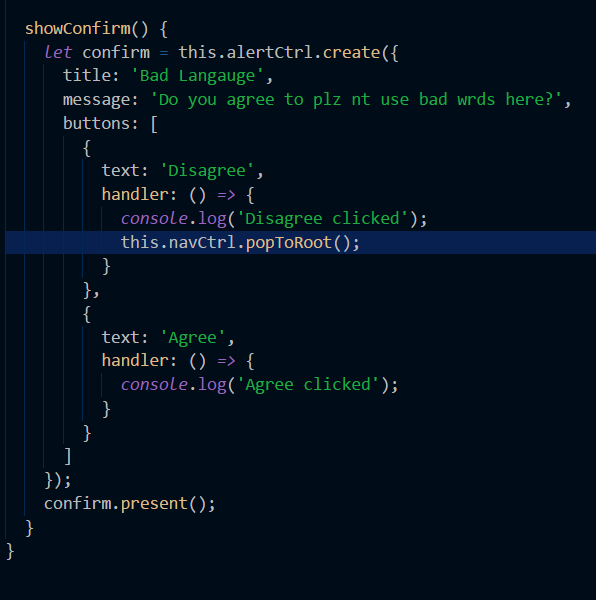 showConfirm() {
let confirm = this.alertCtrl.create({
title: 'Bad Langauge',
message: 'Do you agree to plz nt use bad wrds here?',
buttons: [
{
text: 'Disagree',
handler: () => {
console.log('Disagree clicked');
this.navCtrl.popToRoot();
}
},
{
text: 'Agree',
handler: () => {
console.log('Agree clicked');
}
}
]
});
confirm.present();
}
}